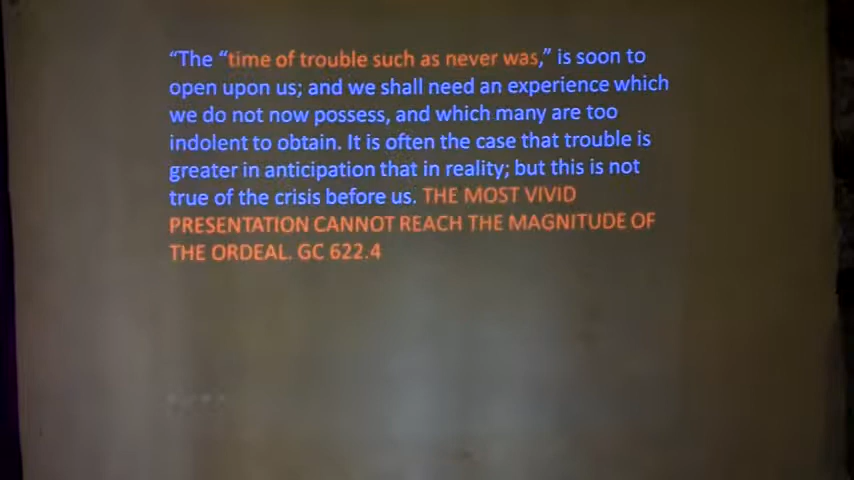 “The “time of trouble such as never was,” is soon to
open upon us; and we shall need an experience which
we do not now possess, and which many are too
indolent to obtain. It is often the case that trouble is
greater in anticipation that in reality; but this is not
true of the crisis before us. THE MOST VIVID
PRESENTATION CANNOT REACH THE MAGNITUDE OF
THE ORDEAL. GC 622.4